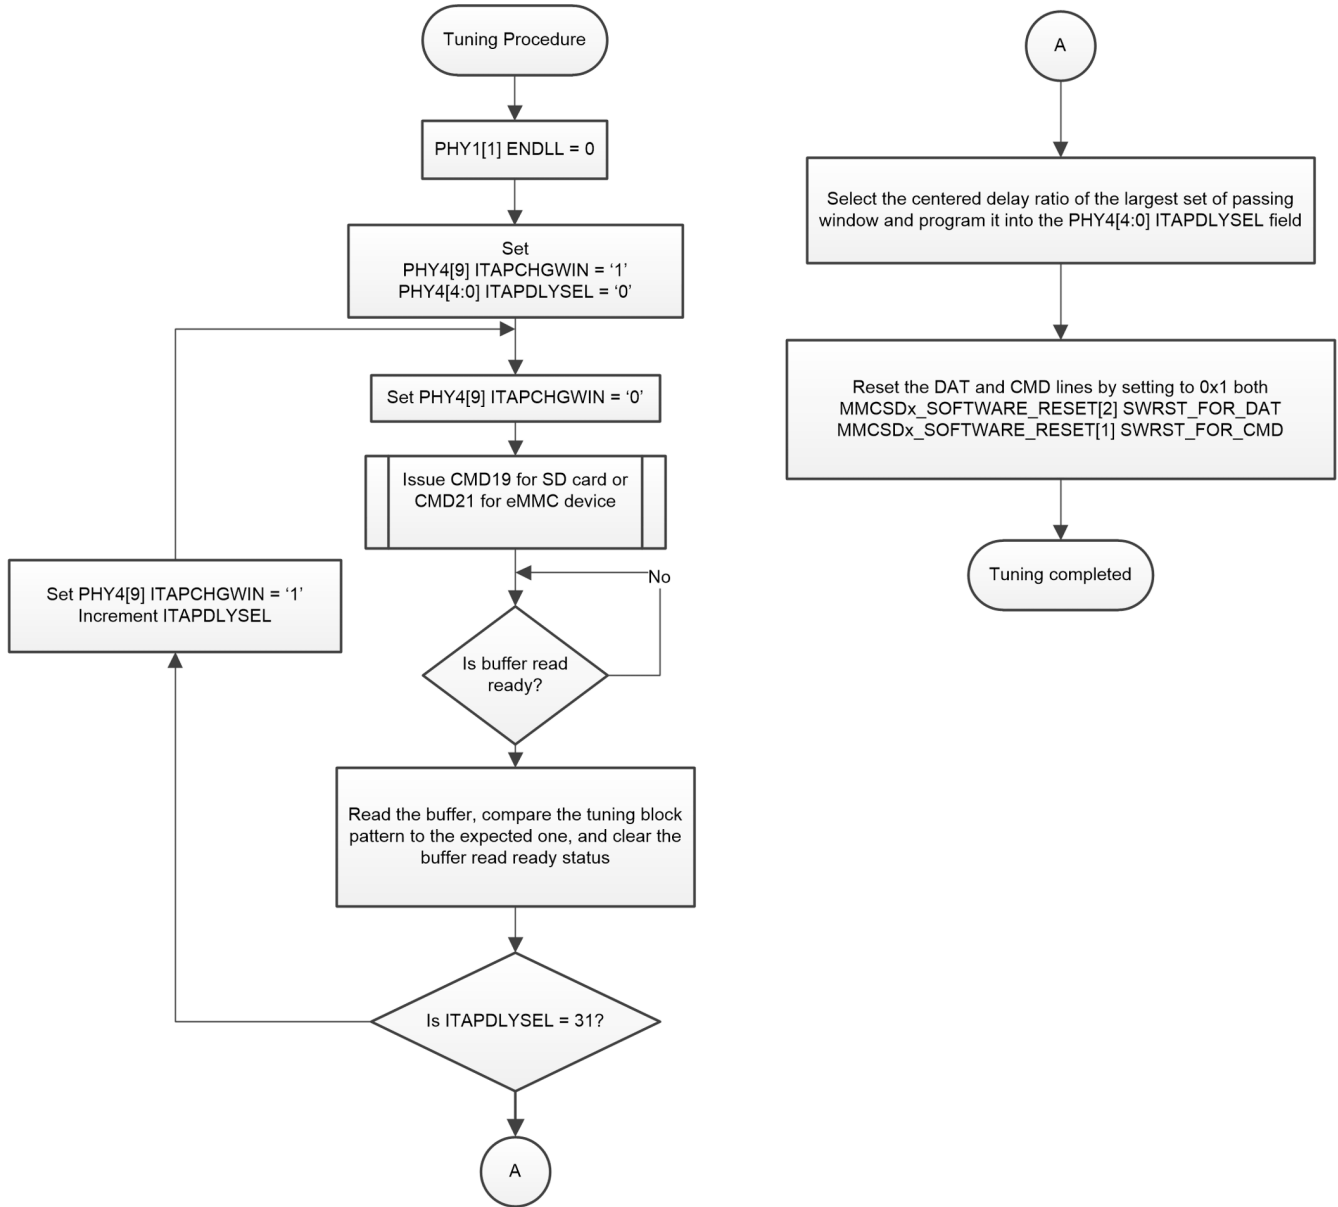 Tuning Procedure
PHY1[1] ENDLL = 0
Set
PHY4[9] ITAPCHGWIN = ‘1’
PHY4[4:0] ITAPDLYSEL = ‘0’
Set PHY4[9] ITAPCHGWIN = ‘0’
Issue CMD19 for SD card or
CMD21 for eMMC device
No
Is buffer read
ready?
Set PHY4[9] ITAPCHGWIN = ‘1’
Increment ITAPDLYSEL
Read the buffer, compare the tuning block
pattern to the expected one, and clear the
buffer read ready status
Is ITAPDLYSEL = 31?
A
A
Select the centered delay ratio of the largest set of passing
window and program it into the PHY4[4:0] ITAPDLYSEL field
Reset the DAT and CMD lines by setting to 0x1 both
MMCSDx_SOFTWARE_RESET[2] SWRST_FOR_DAT
MMCSDx_SOFTWARE_RESET[1] SWRST_FOR_CMD
Tuning completed